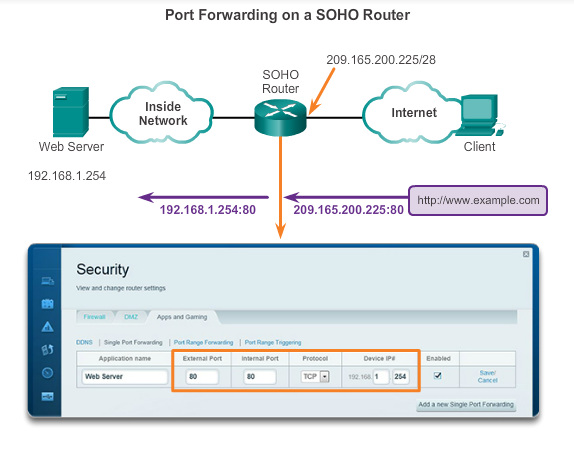 Port Forwarding on a SOHO Router
209.165.200.225/28
SOHO
Router
Inside
Network
Internet
Web Server
Client
192.168.1.254
192.168.1.254:80
209.165.200.225:80
http://www.example.com
Security
View and change router settings
Firewall DMZ Apps and Gaming
DDNS | Single Port Forwarding | Port Range Forwarding | Port Range Triggering
Application name External Port Internal Port Protocol Device IP# Enabled
Web Server 80 80 TCP 192.168. 1 254 Save/
Cancel
Add a new Single Port Forwarding